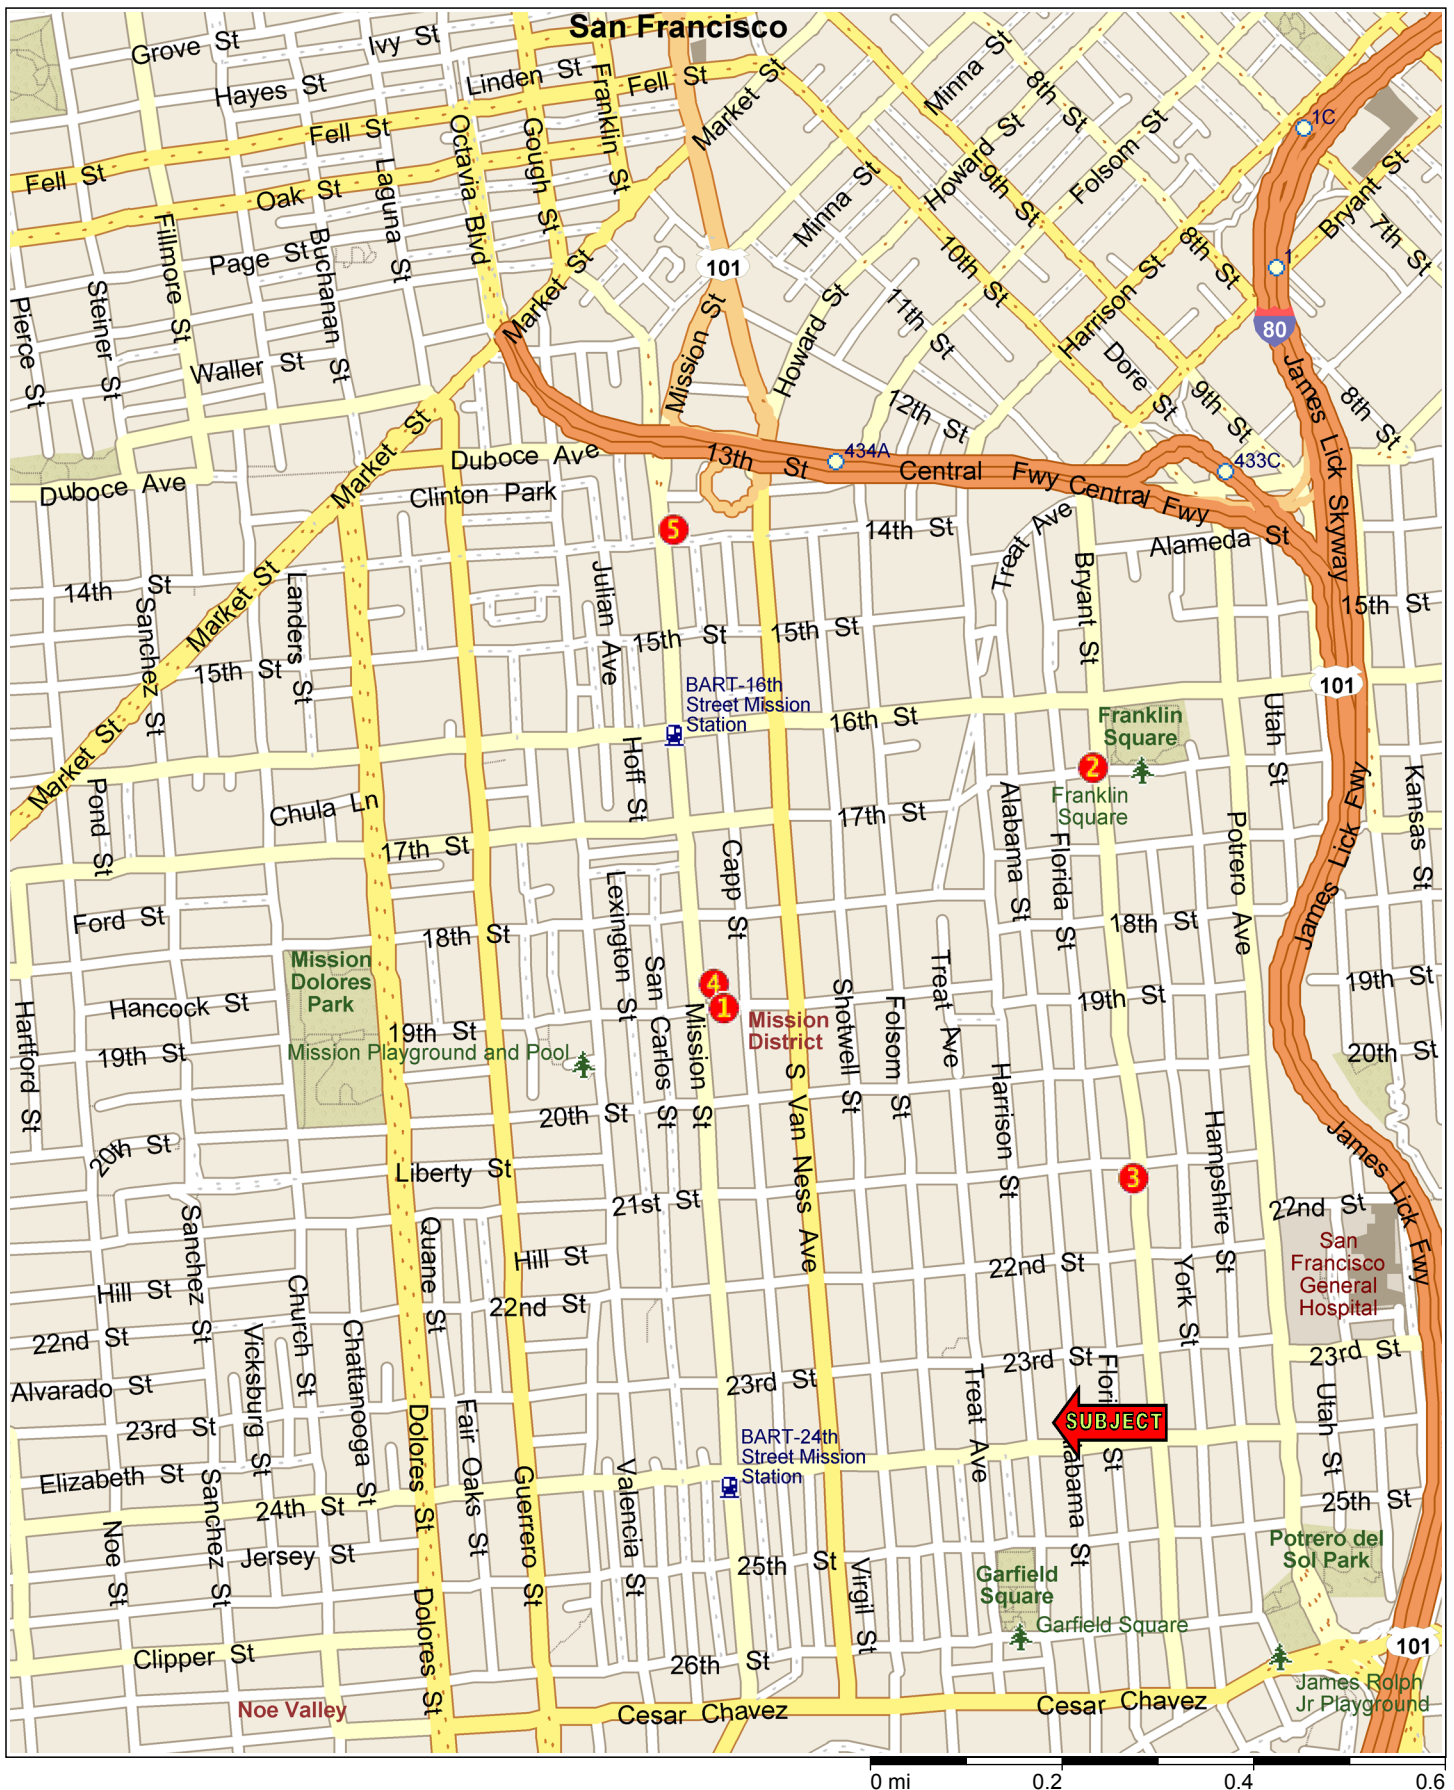 San Francisco
Grove St
Ivy St
Hayes St
Linden St
Franklin St
Fell St
Market St
Minna St
8th St
1C
Fell St
Octavia Blvd
Gough St
Howard St
Folsom St
Fell St
Laguna St
Oak St
9th St
Bryant St
7th St
Minna St
Fillmore St
Page St
Buchanan St
10th St
8th St
1
101
Market St
Pierce St
Steiner St
Mission St
Howard St
11th St
Harrison St
80
Waller St
Dore St
9th St
James Lick Skyway
8th St
12th St
Market St
Duboce Ave
13th St
434A
Central Fwy
Central Fwy
433C
Duboce Ave
Clinton Park
5
14th St
Treat Ave
Bryant St
Alameda St
14th St
Sanchez St
Market St
Landers St
Julian Ave
15th St
15th St
15th St
15th St
BART-16th
Street Mission
Station
16th St
101
Utah St
Franklin
Square
Market St
Hoff St
2
Franklin
Square
Pond St
Chula Ln
17th St
Alabama St
Florida St
Potrero Ave
James Lick Fwy
Kansas St
17th St
Capp St
Lexington St
Ford St
18th St
18th St
James Lick Fwy
Mission
Dolores
Park
San Carlos St
4
1
Mission St
Mission
District
Shotwell St
Folsom St
Treat Ave
19th St
19th St
Hartford St
Hancock St
19th St
19th St
Mission Playground and Pool
20th St
S Van Ness Ave
Harrison St
Hampshire St
20th St
20th St
James Lick Fwy
Liberty St
3
21st St
22nd St
Sanchez St
Quane St
Hill St
22nd St
York St
San
Francisco
General
Hospital
Hill St
Church St
22nd St
22nd St
Vicksburg St
Chattanooga St
23rd St
23rd St
Flori St
Alvarado St
23rd St
Treat Ave
Utah St
23rd St
Dolores St
Fair Oaks St
SUBJECT
BART-24th
Street Mission
Station
Elizabeth St
Sanchez St
24th St
Guerrero St
Valencia St
labama St
25th St
Noe St
Jersey St
25th St
Virgil St
Garfield
Square
Potrero del
Sol Park
Dolores St
Garfield Square
Clipper St
26th St
101
James Rolph
Jr Playground
Noe Valley
Cesar Chavez
Cesar Chavez
0 mi 0.2 0.4 0.6